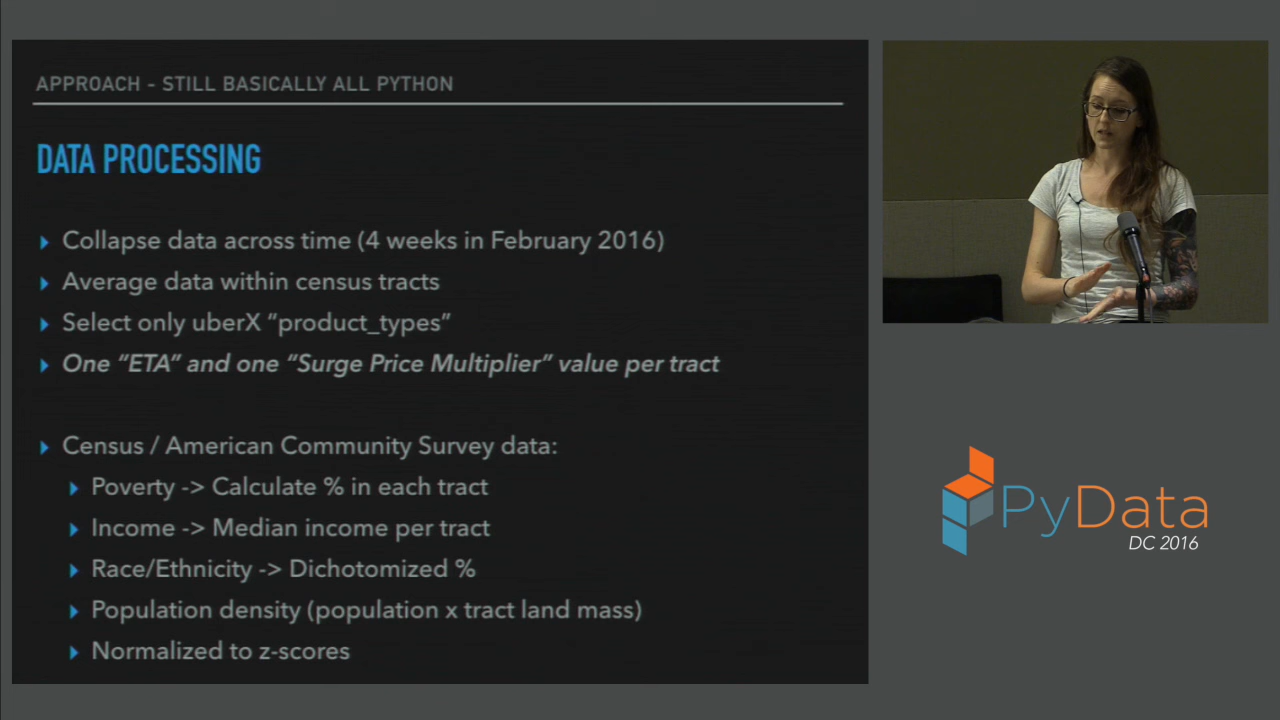 APPROACH - STILL BASICALLY ALL PYTHON
DATA PROCESSING
Collapse data across time (4 weeks in February 2016)
Average data within census tracts
Select only uberX “product_types”
One “ETA” and one “Surge Price Multiplier” value per tract
Census / American Community Survey data:
Poverty -> Calculate % in each tract
Income -> Median income per tract
Race/Ethnicity -> Dichotomized %
Population density (population x tract land mass)
Normalized to z-scores
PyData
DC 2016